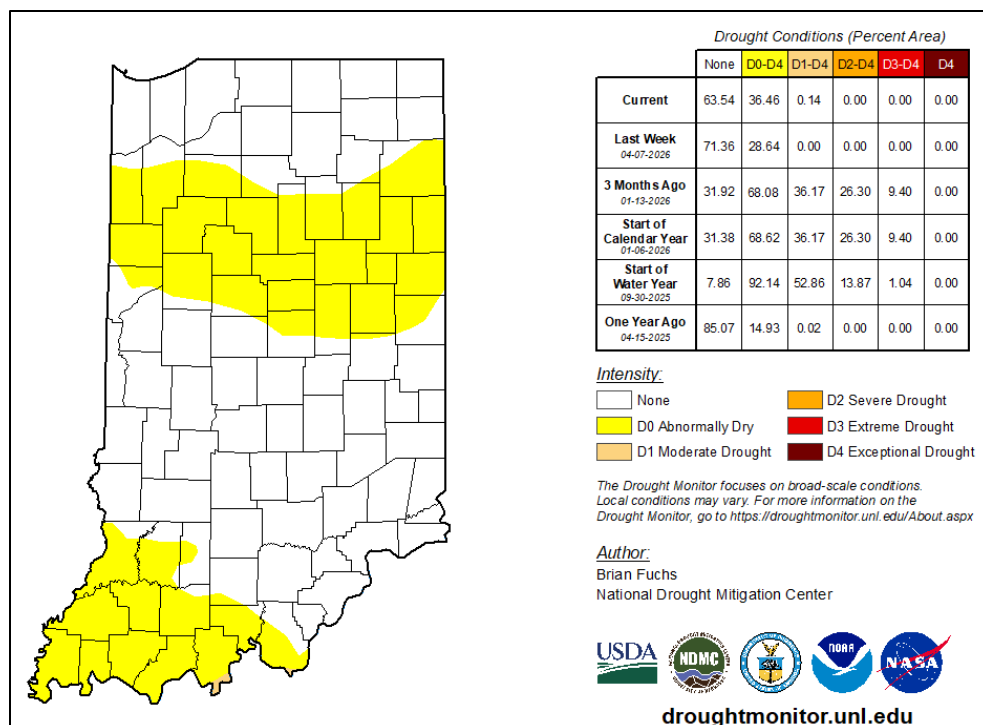 Drought Conditions (Percent Area)
None D0-D4 D1-D4 D2-D4 D3-D4 D4
Current 63.54 36.46 0.14 0.00 0.00 0.00
Last Week
04-07-2026
71.36 28.64 0.00 0.00 0.00 0.00
3 Months Ago
01-13-2026
31.92 68.08 36.17 26.30 9.40 0.00
Start of
Calendar Year
01-06-2026
31.38 68.62 36.17 26.30 9.40 0.00
Start of
Water Year
09-30-2025
7.86 92.14 52.86 13.87 1.04 0.00
One Year Ago
04-15-2025
85.07 14.93 0.02 0.00 0.00 0.00
Intensity:
None
D0 Abnormally Dry
D1 Moderate Drought
D2 Severe Drought
D3 Extreme Drought
D4 Exceptional Drought
The Drought Monitor focuses on broad-scale conditions.
Local conditions may vary. For more information on the
Drought Monitor, go to https://droughtmonitor.unl.edu/About.aspx
Author:
Brian Fuchs
National Drought Mitigation Center
USDA
NDMC
NOAA
NASA
droughtmonitor.unl.edu